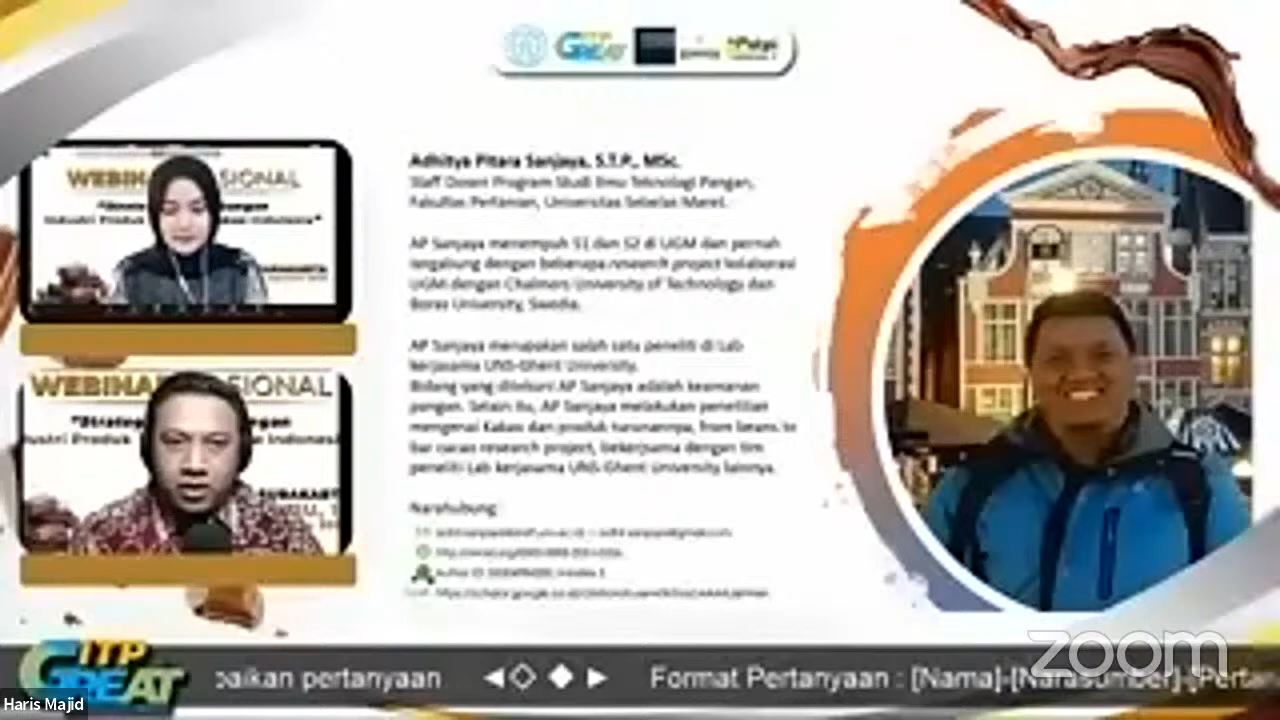 ITP
GREAT
WEBINAR NASIONAL
WEBINAR NASIONAL
Adhitya Pitara Sanjaya, S.T.P., MSc.
Staff Dosen Program Studi Ilmu Teknologi Pangan,
Fakultas Pertanian, Universitas Sebelas Maret.
AP Sanjaya menempuh S1 dan S2 di UGM dan pernah
tergabung dengan beberapa research project kolaborasi
UGM dengan Chalmers University of Technology dan
Boras University, Swedia.
AP Sanjaya merupakan salah satu peneliti di Lab
kerjasama UNS-Ghent University.
Bidang yang ditekuni AP Sanjaya adalah keamanan
pangan. Selain itu, AP Sanjaya melakukan penelitian
mengenai Kakao dan produk turunannya, from beans to
bar cacao research project, bekerjasama dengan tim
peneliti Lab kerjasama UNS-Ghent University lainnya.
Narahubung:
ITP
GREAT
paikan pertanyaan
Format Pertanyaan : [Nama]-[Narasumber]-[Pertan
zoom
Haris Majid